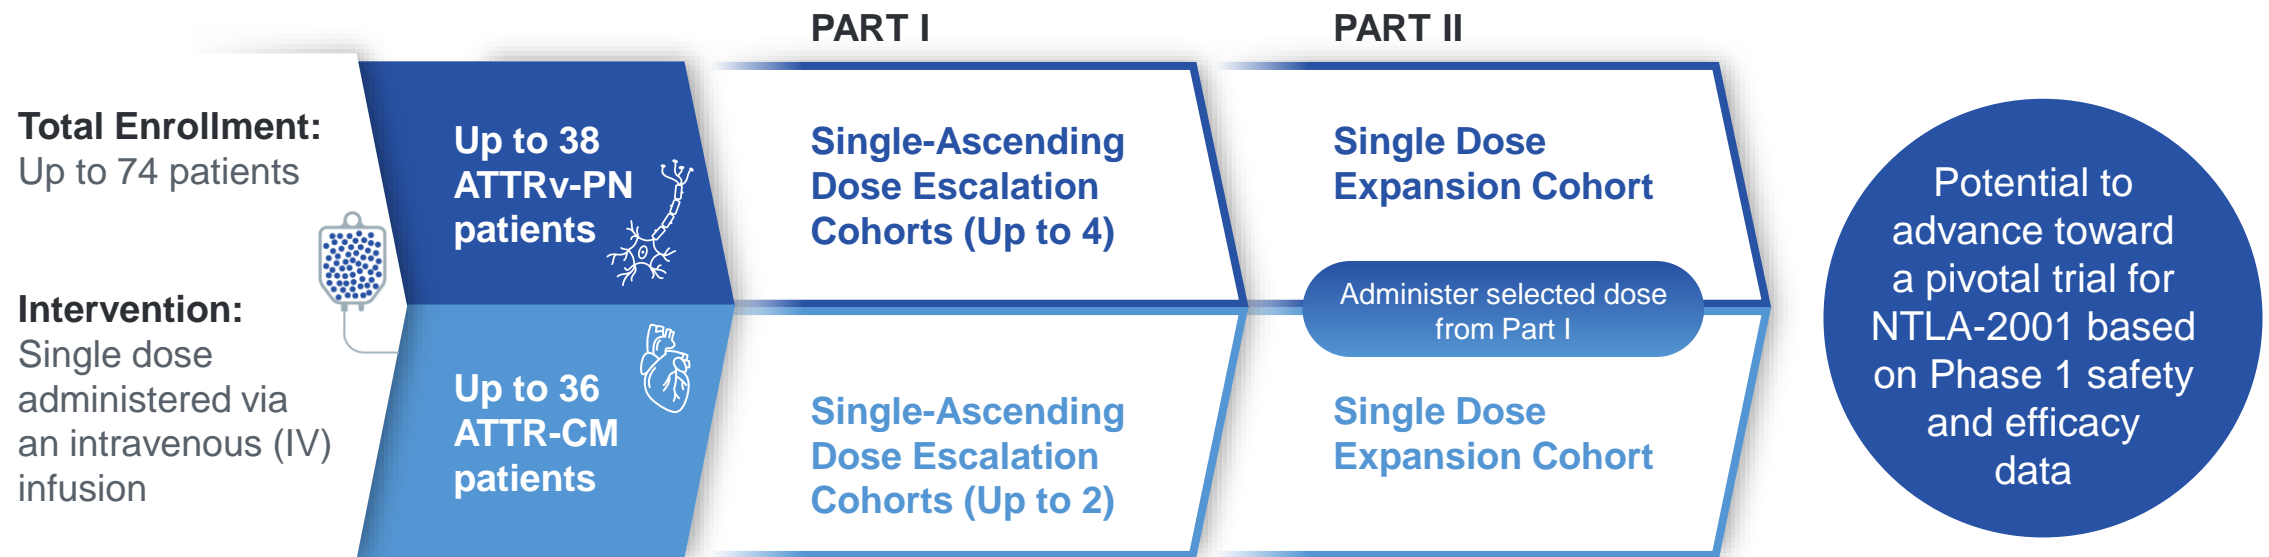 PART I
PART II
Total Enrollment:
Up to 74 patients
Intervention:
Single dose
administered via
an intravenous (IV)
infusion
Up to 38
ATTRv-PN
patients
Up to 36
ATTR-CM
patients
Single-Ascending
Dose Escalation
Cohorts (Up to 4)
Single-Ascending
Dose Escalation
Cohorts (Up to 2)
Single Dose
Expansion Cohort
Administer selected dose
from Part I
Single Dose
Expansion Cohort
Potential to
advance toward
a pivotal trial for
NTLA-2001 based
on Phase 1 safety
and efficacy
data